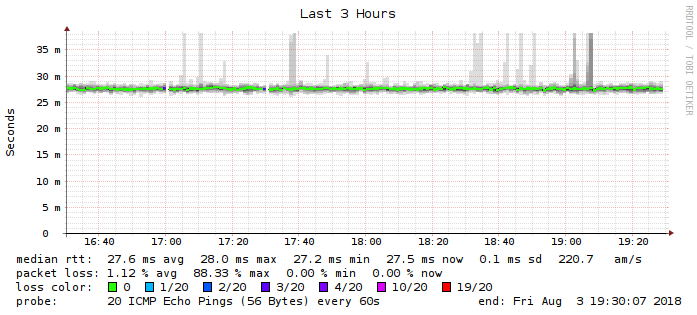 Last 3 Hours
RRDTOOL / TOBI OETIKER
Seconds
35 m
30 m
25 m
20 m
15 m
10 m
5 m
0
16:40 17:00 17:20 17:40 18:00 18:20 18:40 19:00 19:20
median rtt: 27.6 ms avg 28.0 ms max 27.2 ms min 27.5 ms now 0.1 ms sd 220.7 am/s
packet loss: 1.12 % avg 88.33 % max 0.00 % min 0.00 % now
loss color: 0 1/20 2/20 3/20 4/20 10/20 19/20
probe: 20 ICMP Echo Pings (56 Bytes) every 60s end: Fri Aug 3 19:30:07 2018